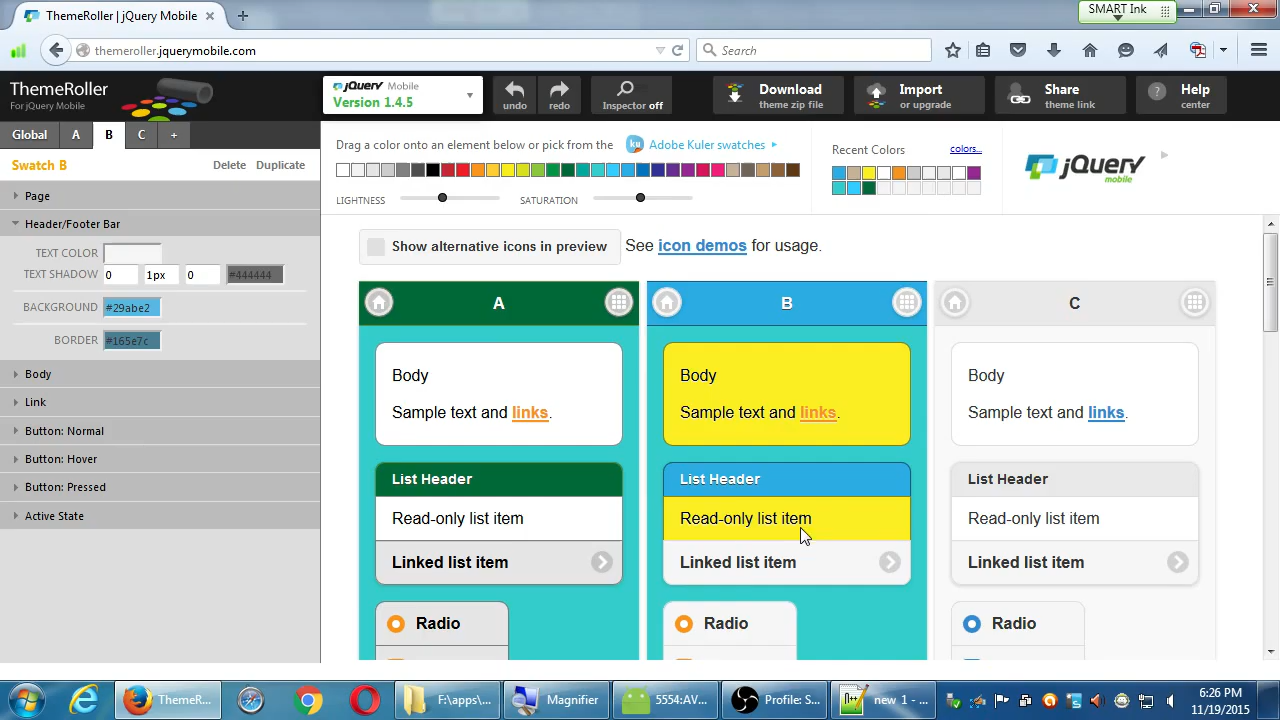 ThemeRoller | jQuery Mobile
SMART Ink
themeroller.jquerymobile.com
Search
ThemeRoller
For jQuery Mobile
jQuery Mobile
Version 1.4.5
undo
redo
Inspector off
Download
theme zip file
Import
or upgrade
Share
theme link
Help
center
Global
A
B
C
+
Swatch B
Delete
Duplicate
Page
Header/Footer Bar
TEXT COLOR
TEXT SHADOW
0
1px
0
#444444
BACKGROUND
#29abe2
BORDER
#165e7c
Body
Link
Button: Normal
Button: Hover
Button: Pressed
Active State
Drag a color onto an element below or pick from the
ku
Adobe Kuler swatches
LIGHTNESS
SATURATION
Recent Colors
colors...
jQuery
mobile
Show alternative icons in preview
See icon demos for usage.
A
Body
Sample text and links.
List Header
Read-only list item
Linked list item
Radio
B
Body
Sample text and links.
List Header
Read-only list item
Linked list item
Radio
C
Body
Sample text and links.
List Header
Read-only list item
Linked list item
Radio
ThemeR...
F:\apps\...
Magnifier
5554:AV...
Profile: S...
new 1 - ...
6:26 PM
11/19/2015